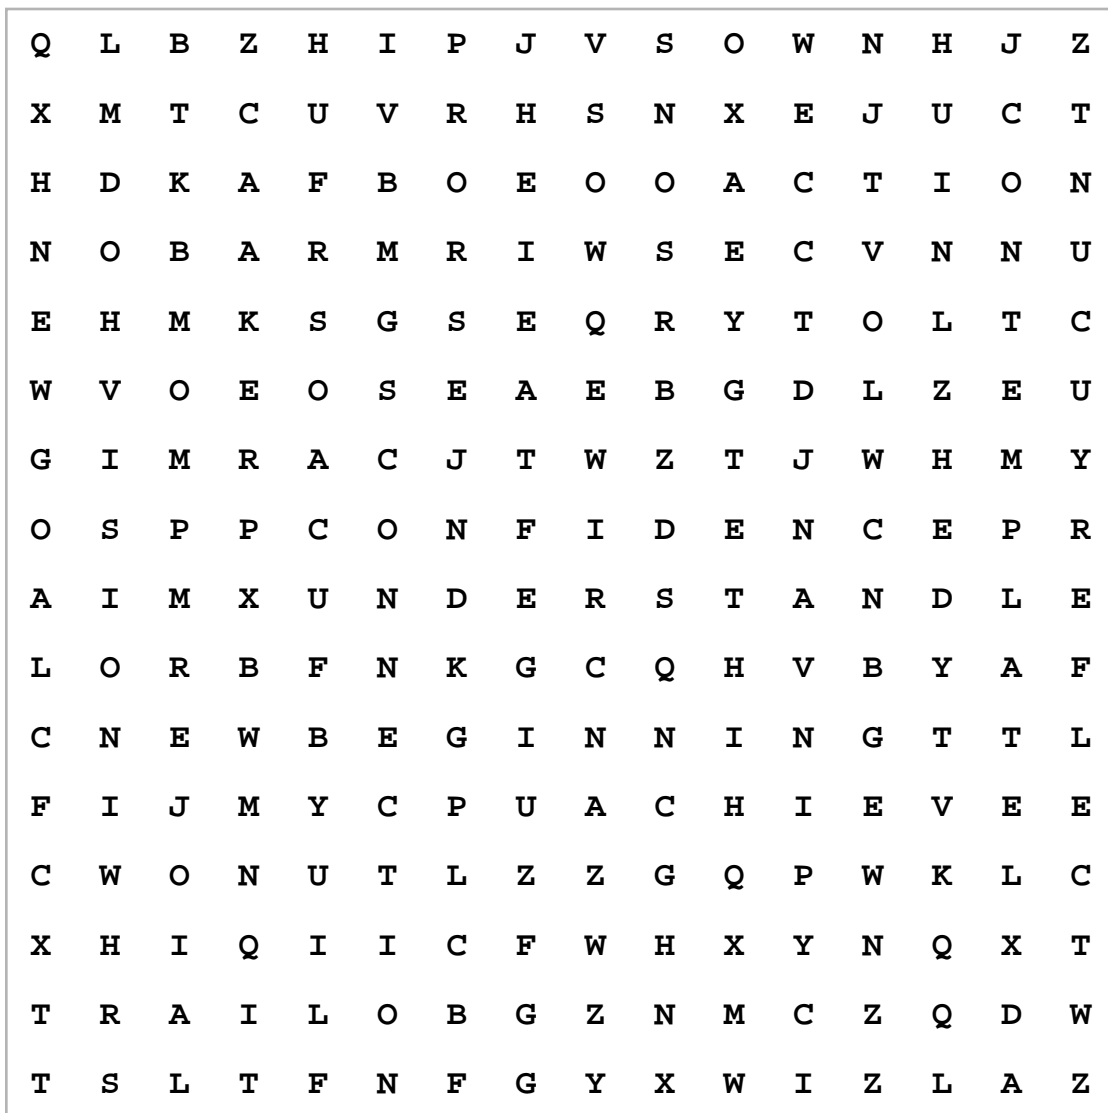 Q L B Z H I P J V S O W N H J Z
X M T C U V R H S N X E J U C T
H D K A F B O E O O A C T I O N
N O B A R M R I W S E C V N N U
E H M K S G S E Q R Y T O L T C
W V O E O S E A E B G D L Z E U
G I M R A C J T W Z T J W H M Y
O S P P C O N F I D E N C E P R
A I M X U N D E R S T A N D L E
L O R B F N K G C Q H V B Y A F
C N E W B E G I N N I N G T T L
F I J M Y C P U A C H I E V E E
C W O N U T L Z Z G Q P W K L C
X H I Q I I C F W H X Y N Q X T
T R A I L O B G Z N M C Z Q D W
T S L T F N F G Y X W I Z L A Z